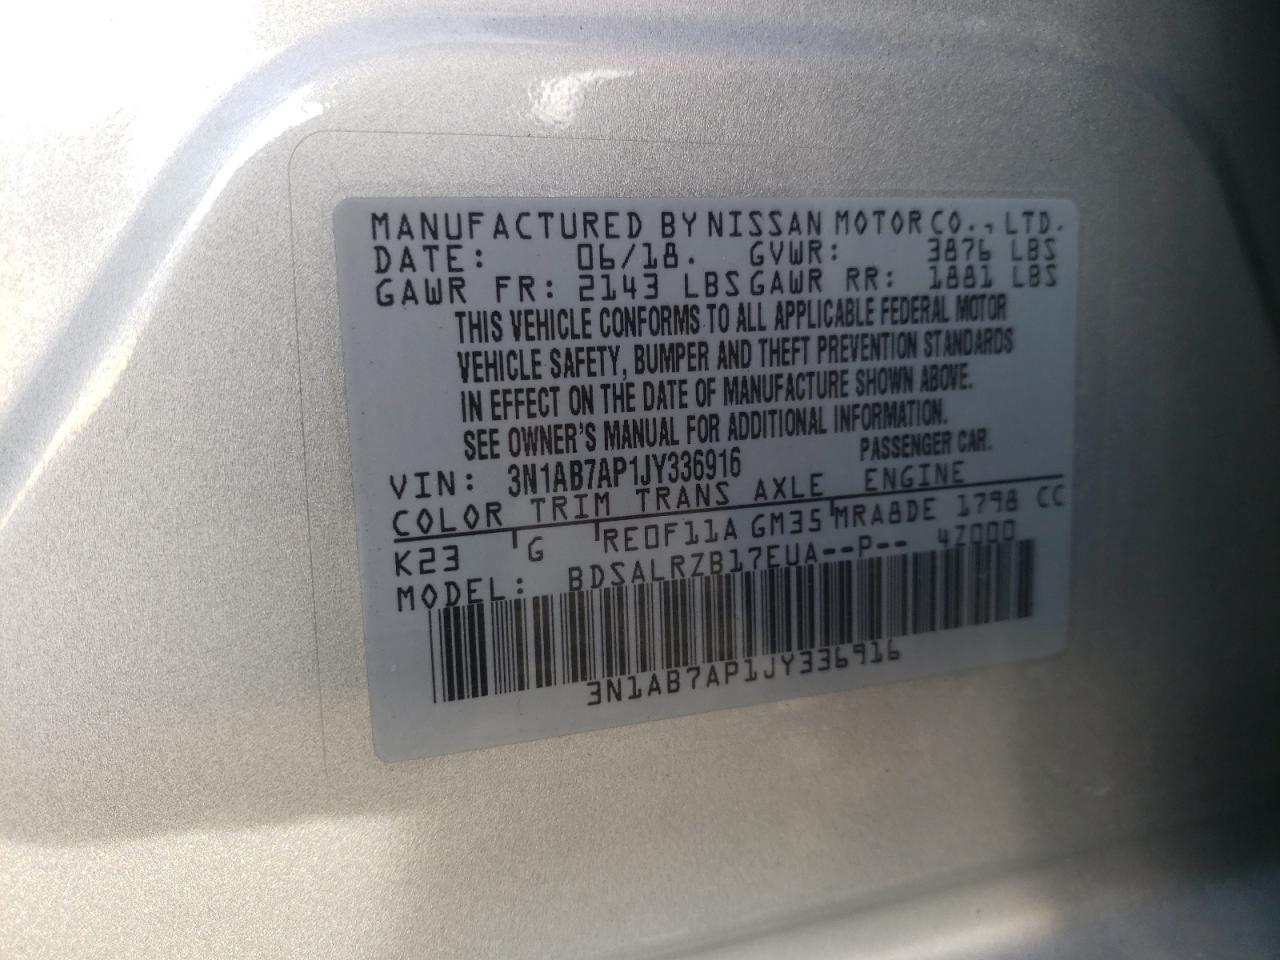 MANUFACTURED BY NISSAN MOTOR CO., LTD.
DATE: 06/18. GVWR: 3876 LBS
GAWR FR: 2143 LBS GAWR RR: 1881 LBS
THIS VEHICLE CONFORMS TO ALL APPLICABLE FEDERAL MOTOR
VEHICLE SAFETY, BUMPER AND THEFT PREVENTION STANDARDS
IN EFFECT ON THE DATE OF MANUFACTURE SHOWN ABOVE.
SEE OWNER'S MANUAL FOR ADDITIONAL INFORMATION.
PASSENGER CAR.
VIN: 3N1AB7AP1JY336916
COLOR TRIM TRANS AXLE ENGINE
K23 G RE0F11A GM35 MRA8DE 1798 CC
MODEL: BDSALRZB17EUA--P-- 47000
3N1AB7AP1JY336916